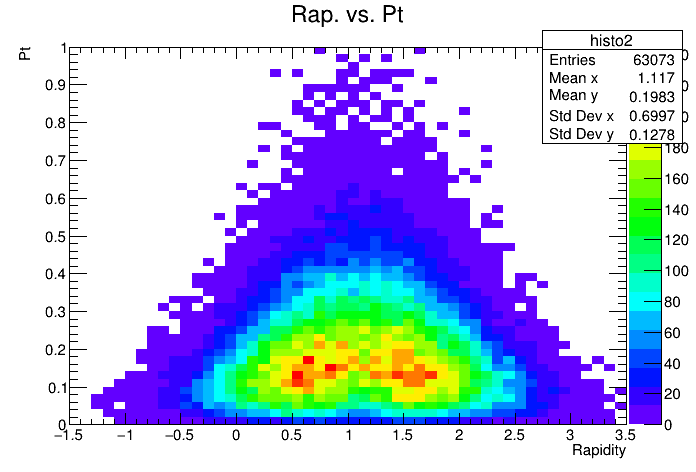 Rap. vs. Pt
Pt
histo2
Entries 63073
Mean x 1.117
Mean y 0.1983
Std Dev x 0.6997
Std Dev y 0.1278
1
0.9
0.8
0.7
0.6
0.5
0.4
0.3
0.2
0.1
0
180
160
140
120
100
80
60
40
20
0
−1.5 −1 −0.5 0 0.5 1 1.5 2 2.5 3 3.5
Rapidity